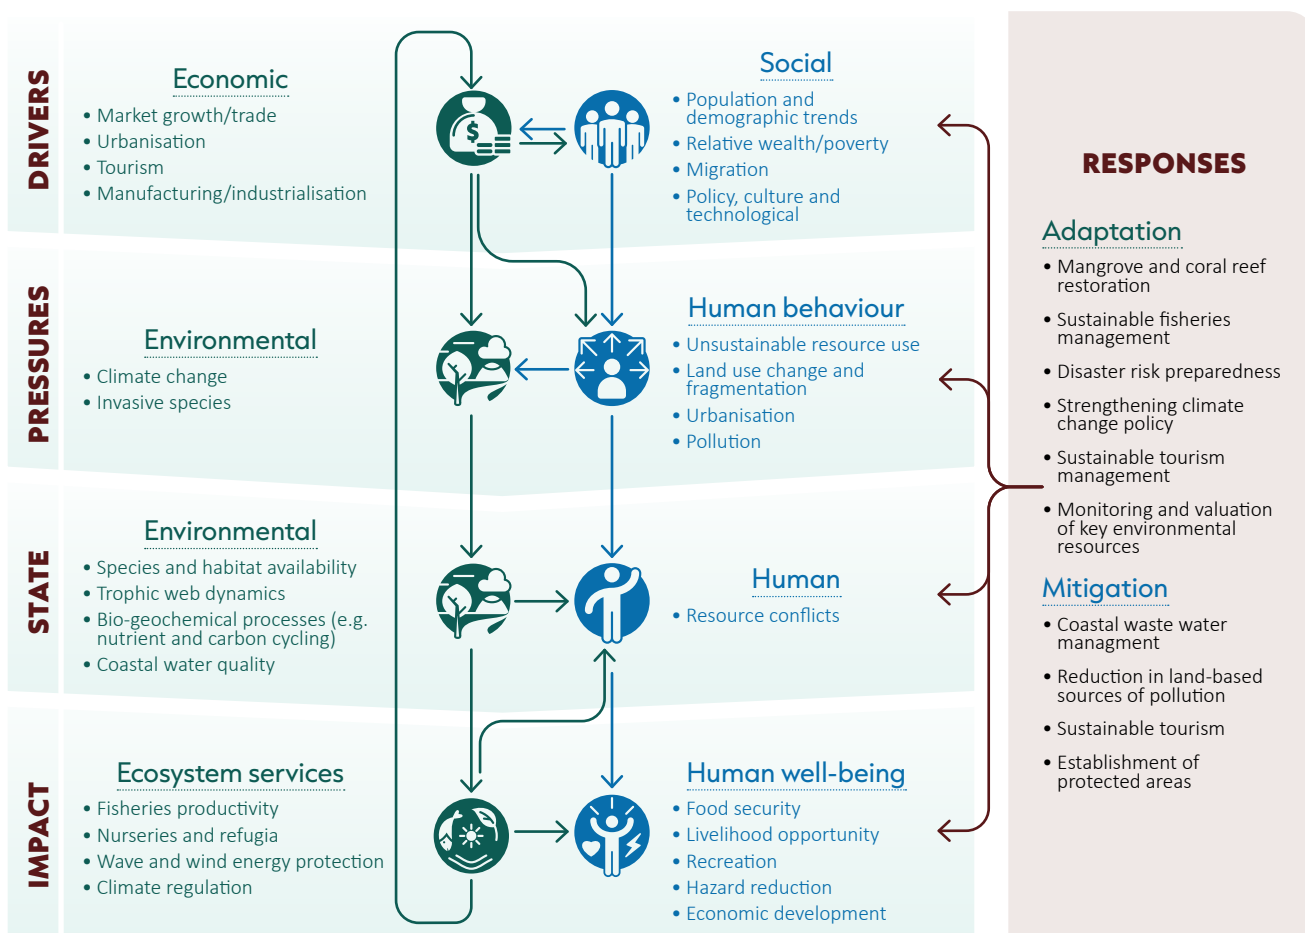 DRIVERS
Economic
• Market growth/trade
• Urbanisation
• Tourism
• Manufacturing/industrialisation
$
Social
• Population and
demographic trends
• Relative wealth/poverty
• Migration
• Policy, culture and
technological
PRESSURES
Environmental
• Climate change
• Invasive species
Human behaviour
• Unsustainable resource use
• Land use change and
fragmentation
• Urbanisation
• Pollution
STATE
Environmental
• Species and habitat availability
• Trophic web dynamics
• Bio-geochemical processes (e.g.
nutrient and carbon cycling)
• Coastal water quality
Human
• Resource conflicts
IMPACT
Ecosystem services
• Fisheries productivity
• Nurseries and refugia
• Wave and wind energy protection
• Climate regulation
Human well-being
• Food security
• Livelihood opportunity
• Recreation
• Hazard reduction
• Economic development
RESPONSES
Adaptation
• Mangrove and coral reef
restoration
• Sustainable fisheries
management
• Disaster risk preparedness
• Strengthening climate
change policy
• Sustainable tourism
management
• Monitoring and valuation
of key environmental
resources
Mitigation
• Coastal waste water
managment
• Reduction in land-based
sources of pollution
• Sustainable tourism
• Establishment of
protected areas